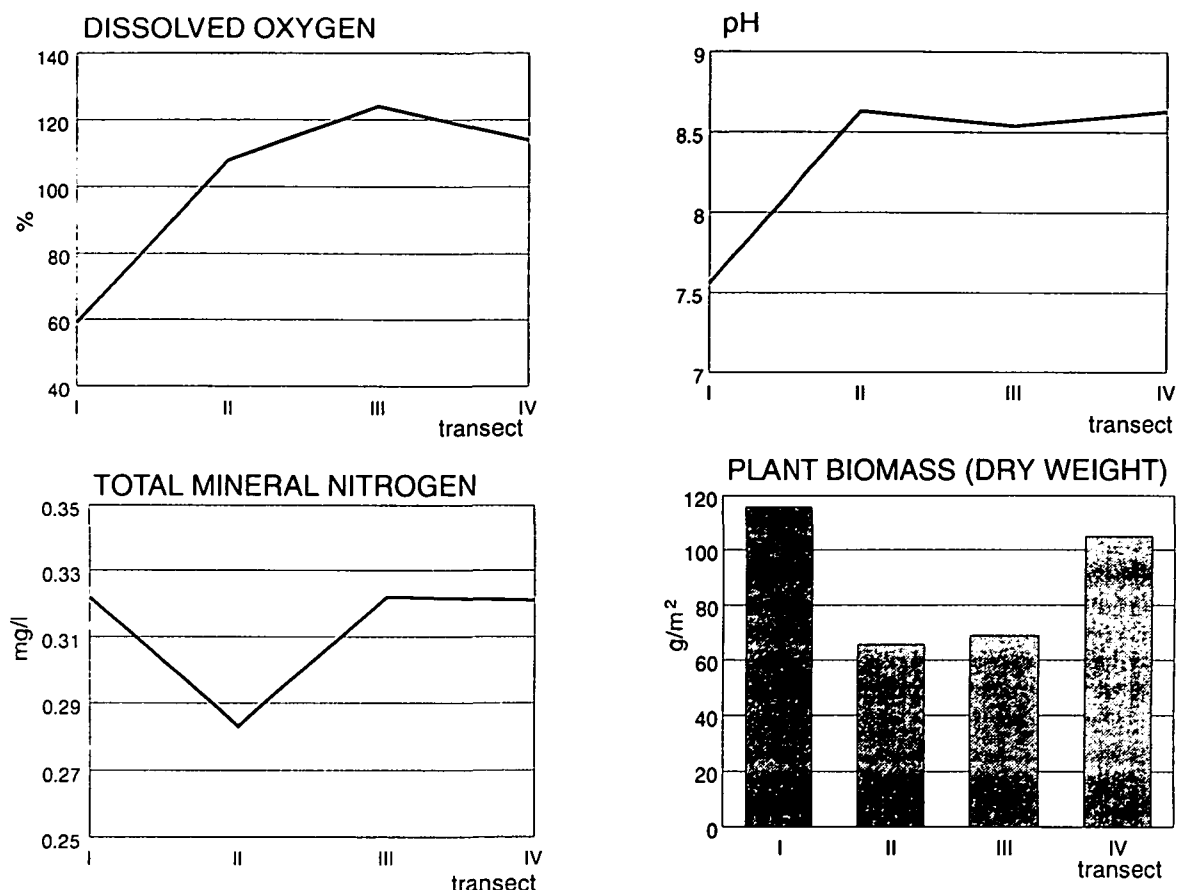 DISSOLVED OXYGEN
140
120
100
80
60
40
%
I II III IV
transect
pH
9
8.5
8
7.5
7
I II III IV
transect
TOTAL MINERAL NITROGEN
0.35
0.33
0.31
0.29
0.27
0.25
mg/l
I II III IV
transect
PLANT BIOMASS (DRY WEIGHT)
120
100
80
60
40
20
0
g/m²
I II III IV
transect